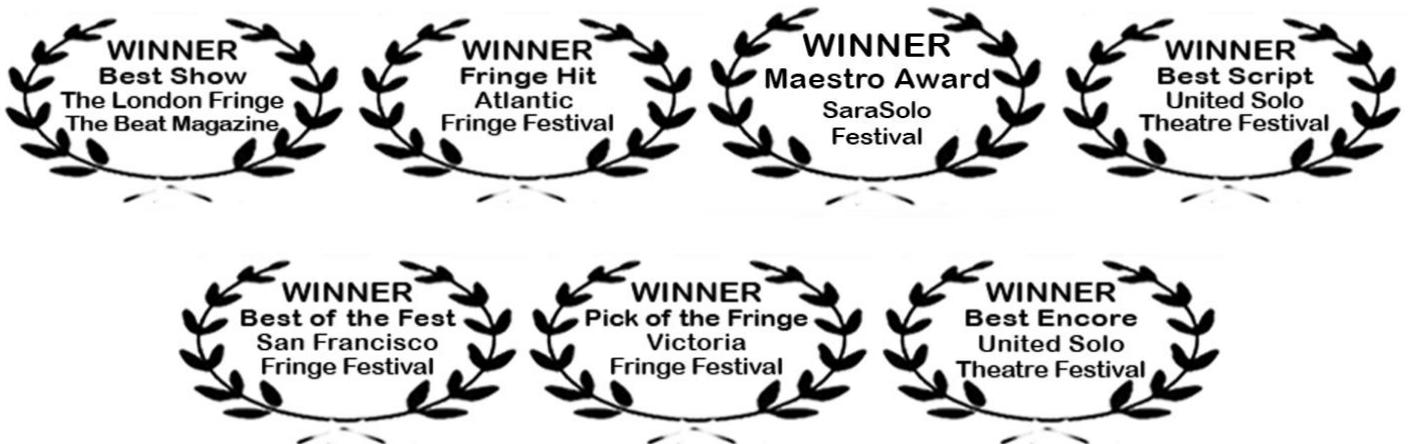 WINNER
Best Show
The London Fringe
The Beat Magazine
WINNER
Fringe Hit
Atlantic
Fringe Festival
WINNER
Maestro Award
SaraSolo
Festival
WINNER
Best Script
United Solo
Theatre Festival
WINNER
Best of the Fest
San Francisco
Fringe Festival
WINNER
Pick of the Fringe
Victoria
Fringe Festival
WINNER
Best Encore
United Solo
Theatre Festival